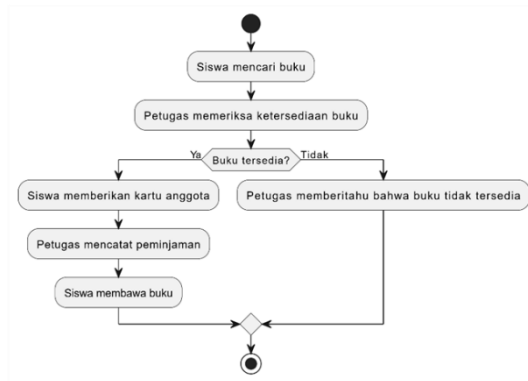 Siswa mencari buku
Petugas memeriksa ketersediaan buku
Ya
Buku tersedia?
Tidak
Siswa memberikan kartu anggota
Petugas memberitahu bahwa buku tidak tersedia
Petugas mencatat peminjaman
Siswa membawa buku